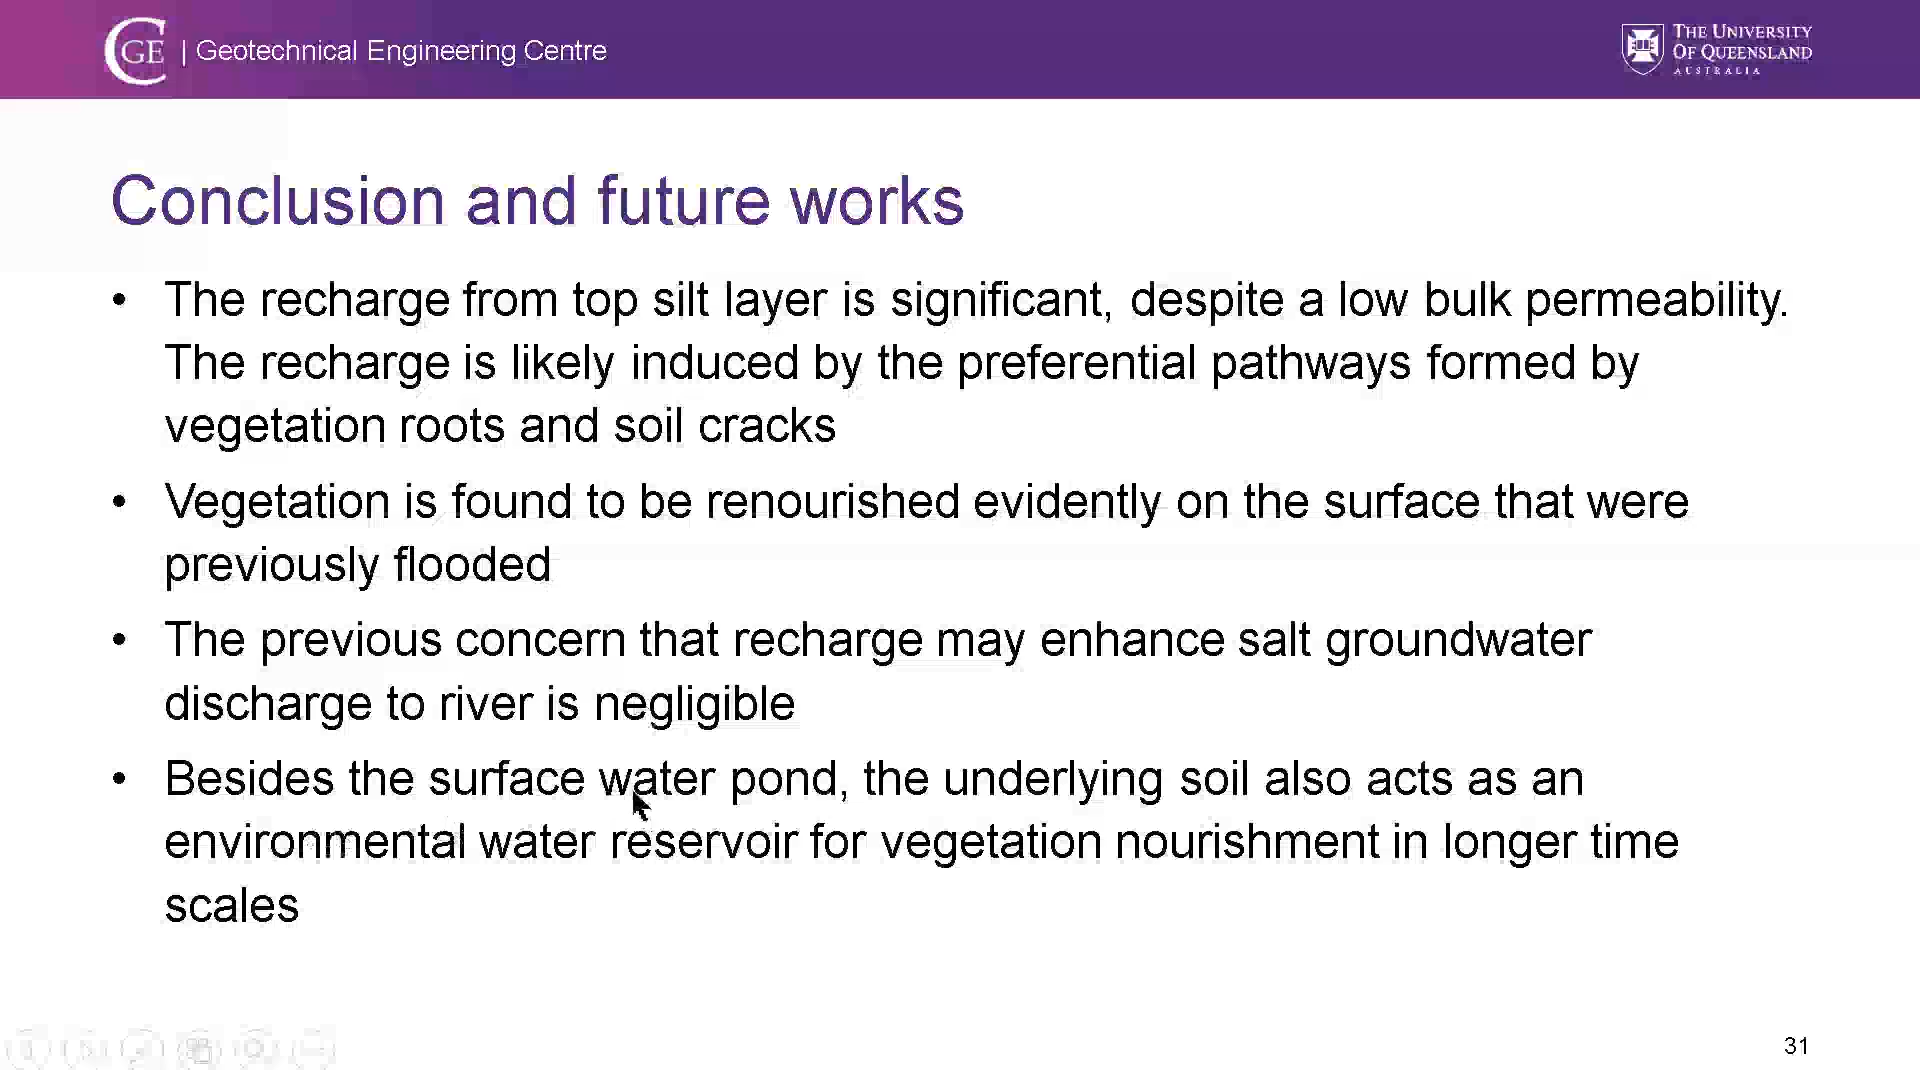 CGE | Geotechnical Engineering Centre
THE UNIVERSITY
OF QUEENSLAND
AUSTRALIA
Conclusion and future works
• The recharge from top silt layer is significant, despite a low bulk permeability.
The recharge is likely induced by the preferential pathways formed by
vegetation roots and soil cracks
• Vegetation is found to be renourished evidently on the surface that were
previously flooded
• The previous concern that recharge may enhance salt groundwater
discharge to river is negligible
• Besides the surface water pond, the underlying soil also acts as an
environmental water reservoir for vegetation nourishment in longer time
scales
31